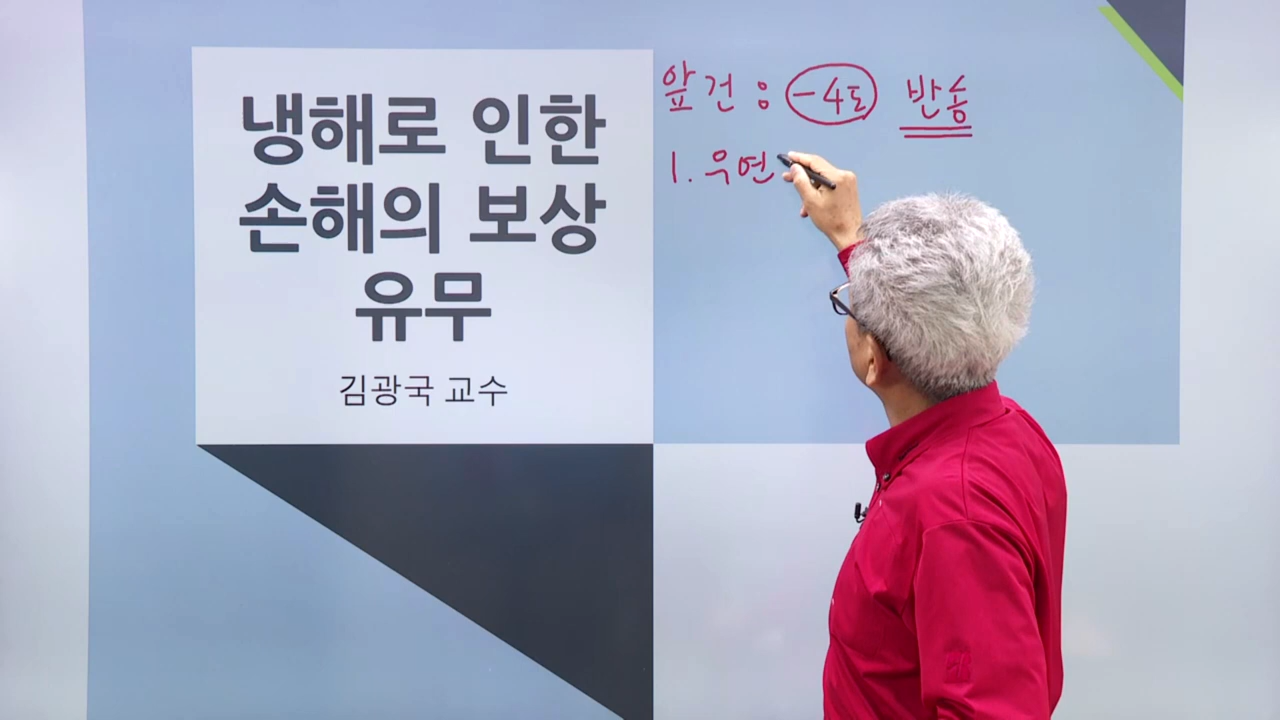 냉해로 인한
손해의 보상
유무
김광국 교수
앞건 : -4도 반송
1. 우연